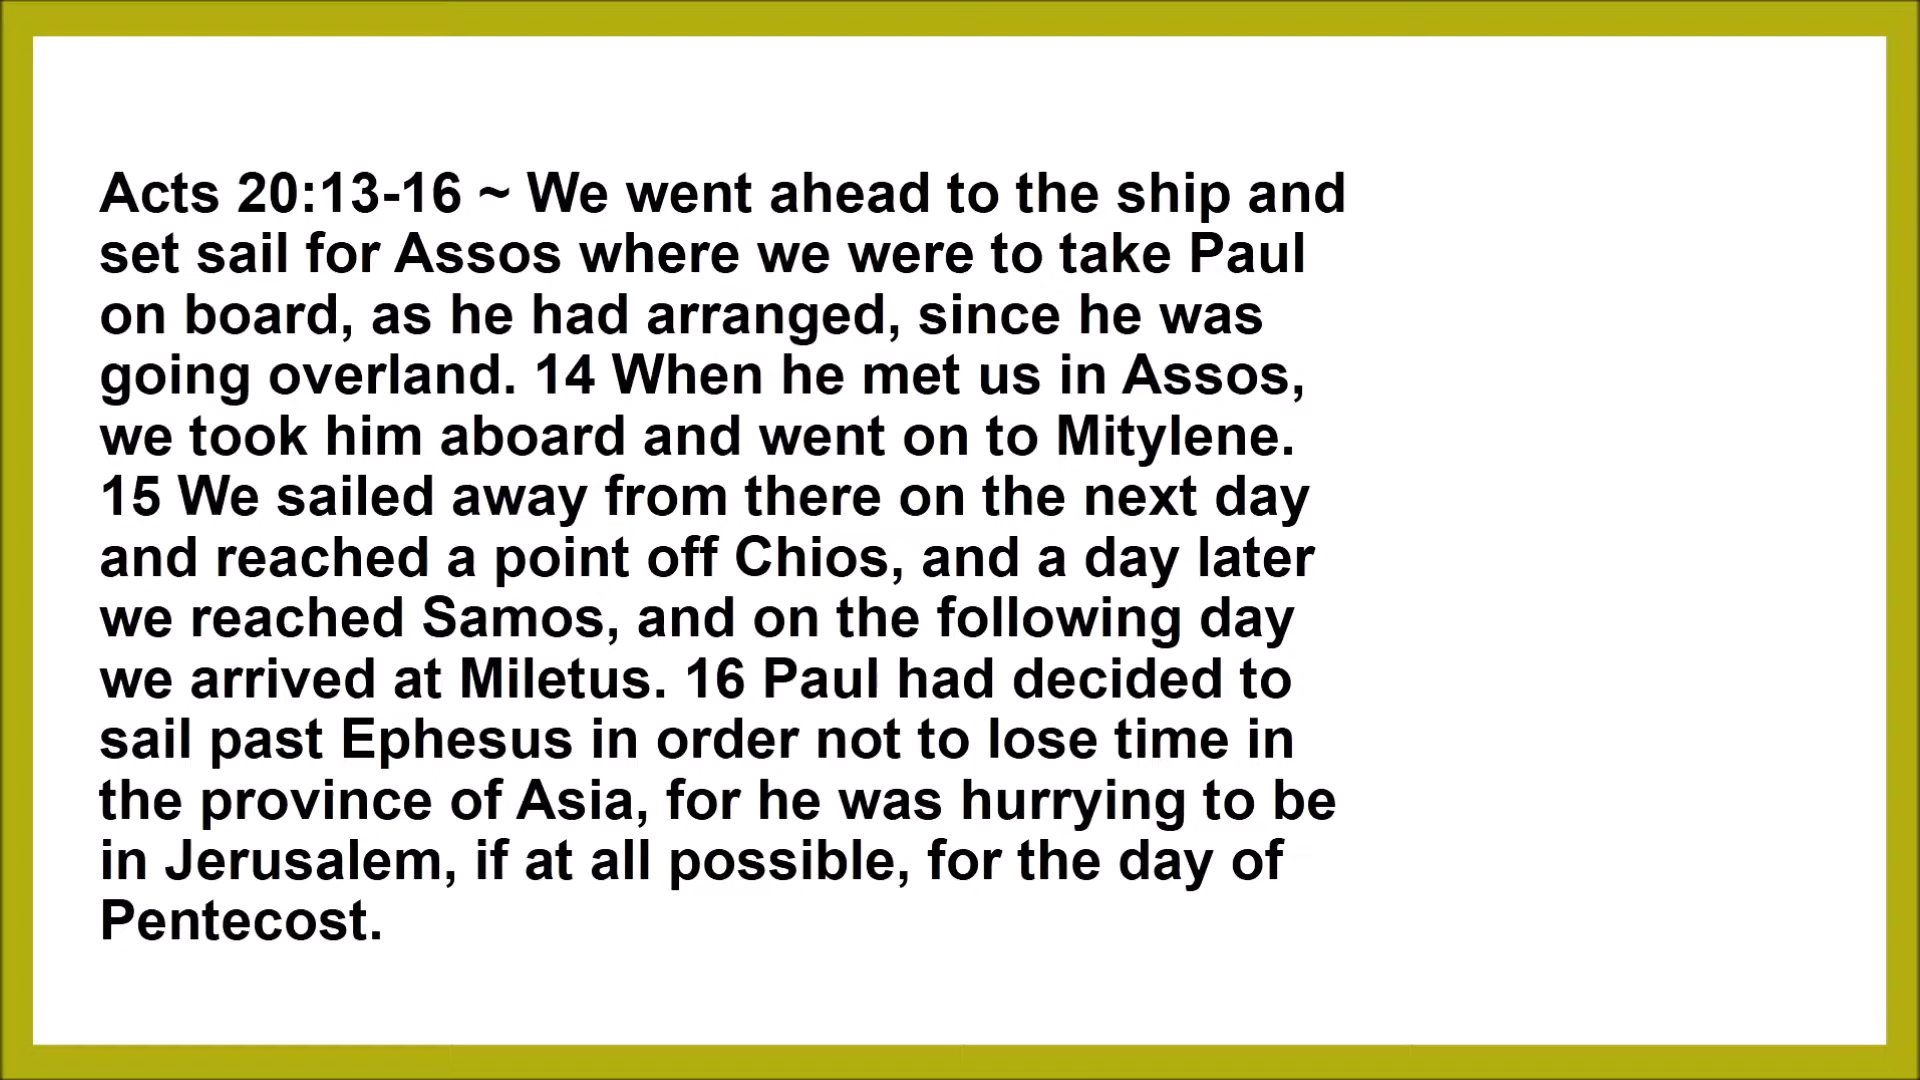 Acts 20:13-16 ~ We went ahead to the ship and
set sail for Assos where we were to take Paul
on board, as he had arranged, since he was
going overland. 14 When he met us in Assos,
we took him aboard and went on to Mitylene.
15 We sailed away from there on the next day
and reached a point off Chios, and a day later
we reached Samos, and on the following day
we arrived at Miletus. 16 Paul had decided to
sail past Ephesus in order not to lose time in
the province of Asia, for he was hurrying to be
in Jerusalem, if at all possible, for the day of
Pentecost.